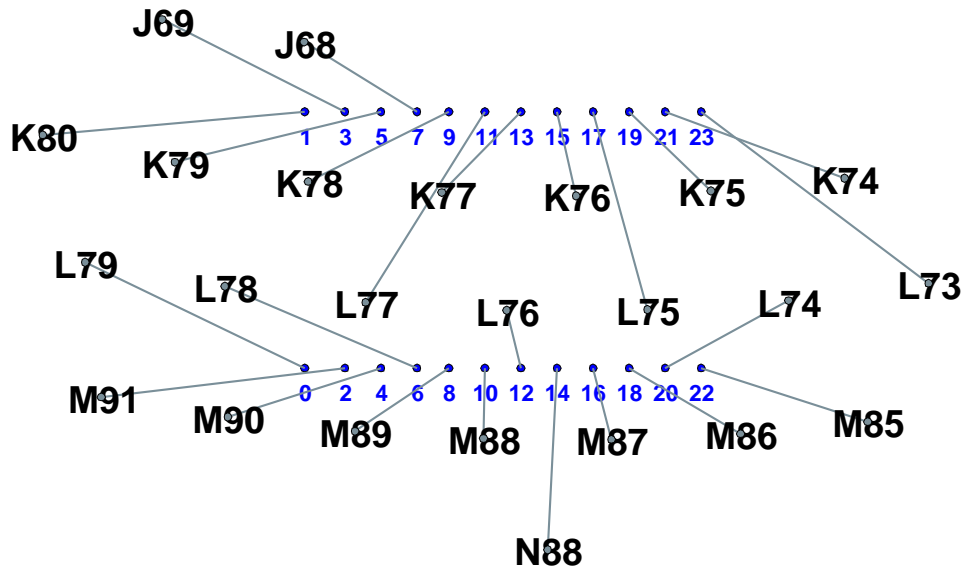 J69
J68
K80
1 3 5 7 9 11 13 15 17 19 21 23
K79 K78 K77 K76 K75 K74
L79 L78 L77 L76 L75 L74 L73
0 2 4 6 8 10 12 14 16 18 20 22
M91 M90 M89 M88 M87 M86 M85
N88